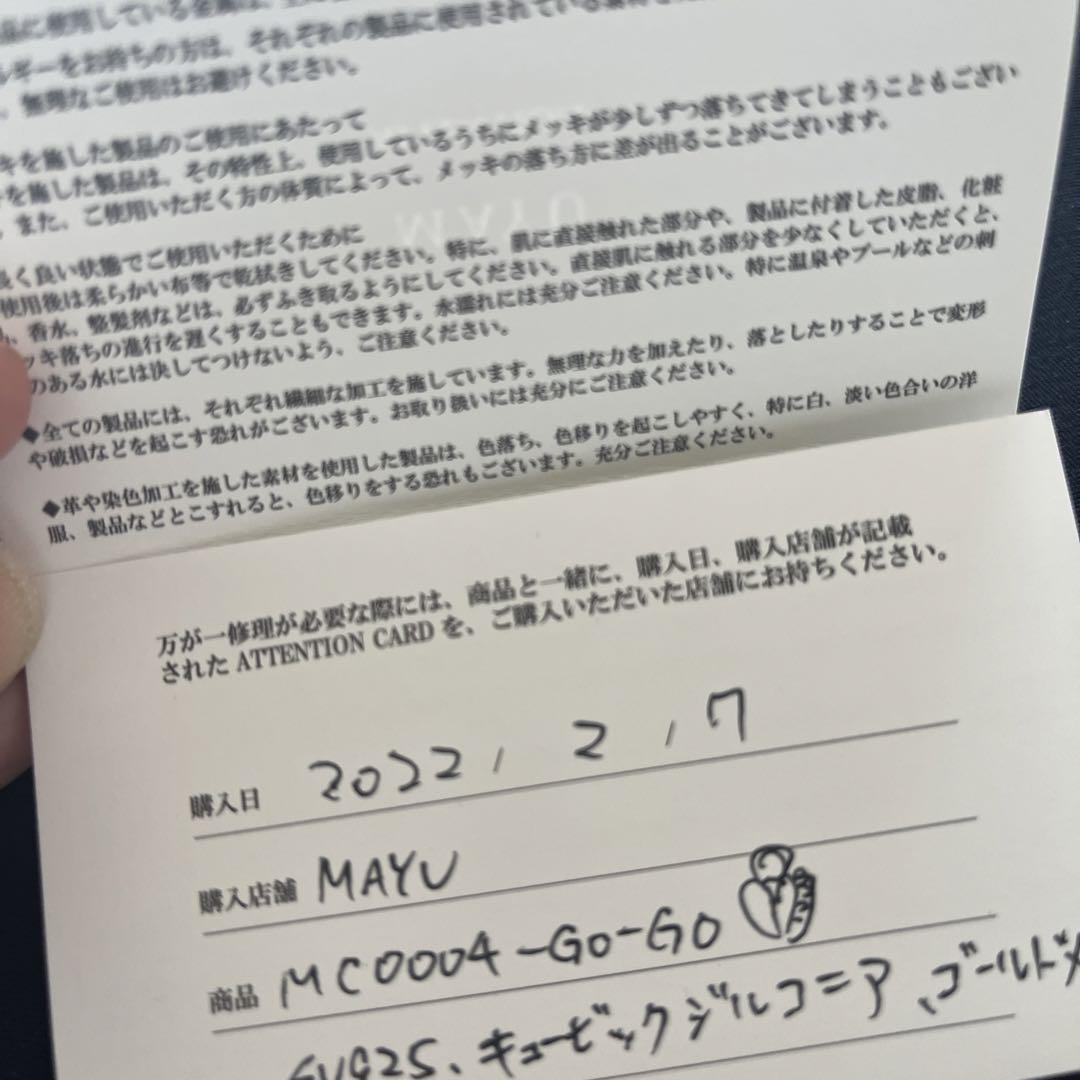 品に使用している金属は、
ルギーをお持ちの方は、それぞれの製品に使用されている素材
、無理なご使用はお避けください。
キを施した製品のご使用にあたって
を施した製品は、その特性上、使用しているうちにメッキが少しずつ落ちてきてしまうこともござい
。また、ご使用いただく方の体質によって、メッキの落ち方に差が出ることがございます。
長く良い状態でご使用いただくために
使用後は柔らかい布等で乾拭きしてください。特に、肌に直接触れた部分や、製品に付着した皮脂、化粧
、香水、整髪剤などは、必ずふき取るようにしてください。直接肌に触れる部分を少なくしていただくと、
ッキ落ちの進行を遅くすることもできます。水濡れには充分ご注意ください。特に温泉やプールなどの刺
のある水には決してつけないよう、ご注意ください。
◆全ての製品には、それぞれ繊細な加工を施しています。無理な力を加えたり、落としたりすることで変形
や破損などを起こす恐れがございます。お取り扱いには充分にご注意ください。
◆革や染色加工を施した素材を使用した製品は、色落ち、色移りを起こしやすく、特に白、淡い色合いの洋
服、製品などとこすれると、色移りをする恐れもございます。充分ご注意ください。
万が一修理が必要な際には、商品と一緒に、購入日、購入店舗が記載
された ATTENTION CARD を、ご購入いただいた店舗にお持ちください。
購入日 2022, 2, 7
購入店舗 MAYU
商品 MC0004-GO-GO
SV925、キュービックジルコニア、ゴールドメ